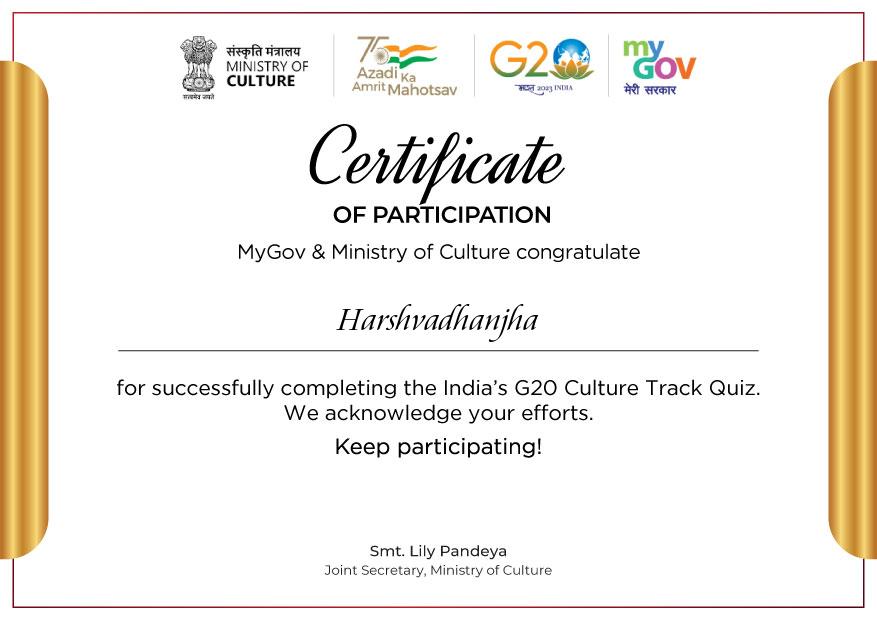 संस्कृति मंत्रालय
MINISTRY OF
CULTURE
सत्यमेव जयते
75
Azadi Ka
Amrit Mahotsav
G20
भारत 2023 INDIA
my
GOV
मेरी सरकार
Certificate
OF PARTICIPATION
MyGov & Ministry of Culture congratulate
Harshvadhanjha
for successfully completing the India's G20 Culture Track Quiz.
We acknowledge your efforts.
Keep participating!
Smt. Lily Pandeya
Joint Secretary, Ministry of Culture